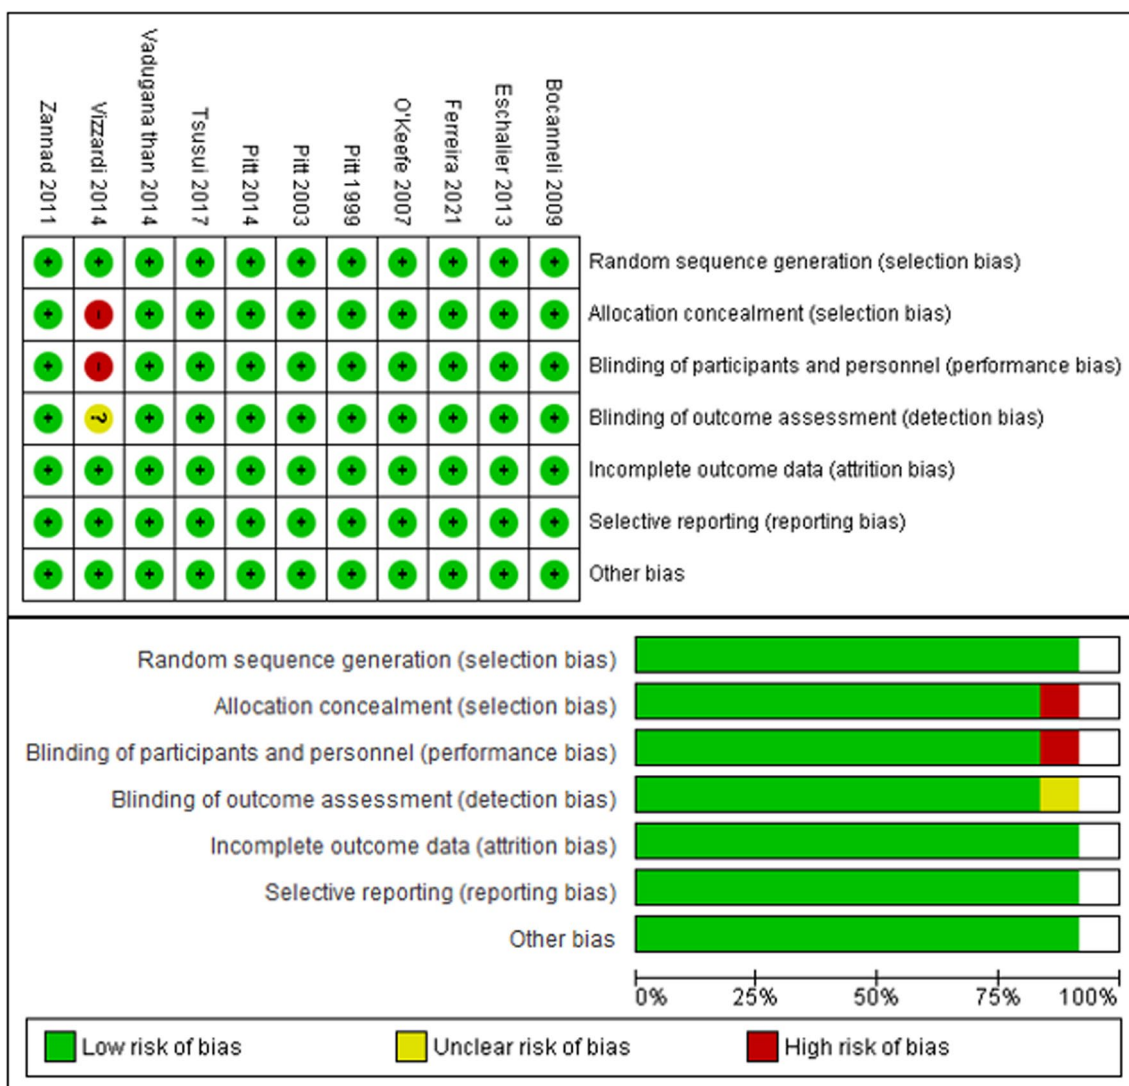 Zannad 2011
Vizzardi 2014
Vadugana than 2014
Tsusui 2017
Pitt 2014
Pitt 2003
Pitt 1999
O'Keefe 2007
Ferreira 2021
Eschalier 2013
Bocanneli 2009
+ + + + + + + + + + + Random sequence generation (selection bias)
+ - + + + + + + + + + Allocation concealment (selection bias)
+ - + + + + + + + + + Blinding of participants and personnel (performance bias)
+ ? + + + + + + + + + Blinding of outcome assessment (detection bias)
+ + + + + + + + + + + Incomplete outcome data (attrition bias)
+ + + + + + + + + + + Selective reporting (reporting bias)
+ + + + + + + + + + + Other bias
Random sequence generation (selection bias)
Allocation concealment (selection bias)
Blinding of participants and personnel (performance bias)
Blinding of outcome assessment (detection bias)
Incomplete outcome data (attrition bias)
Selective reporting (reporting bias)
Other bias
0% 25% 50% 75% 100%
Low risk of bias Unclear risk of bias High risk of bias